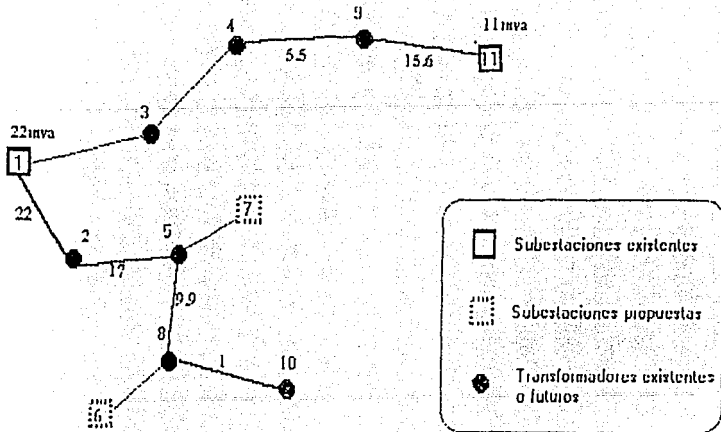 4
9
11mva
5.5
15.6
11
3
22mva
1
22
2
17
5
7
9.9
8
1
10
6
Subestaciones existentes
Subestaciones propuestas
Transformadores existentes
o futuros